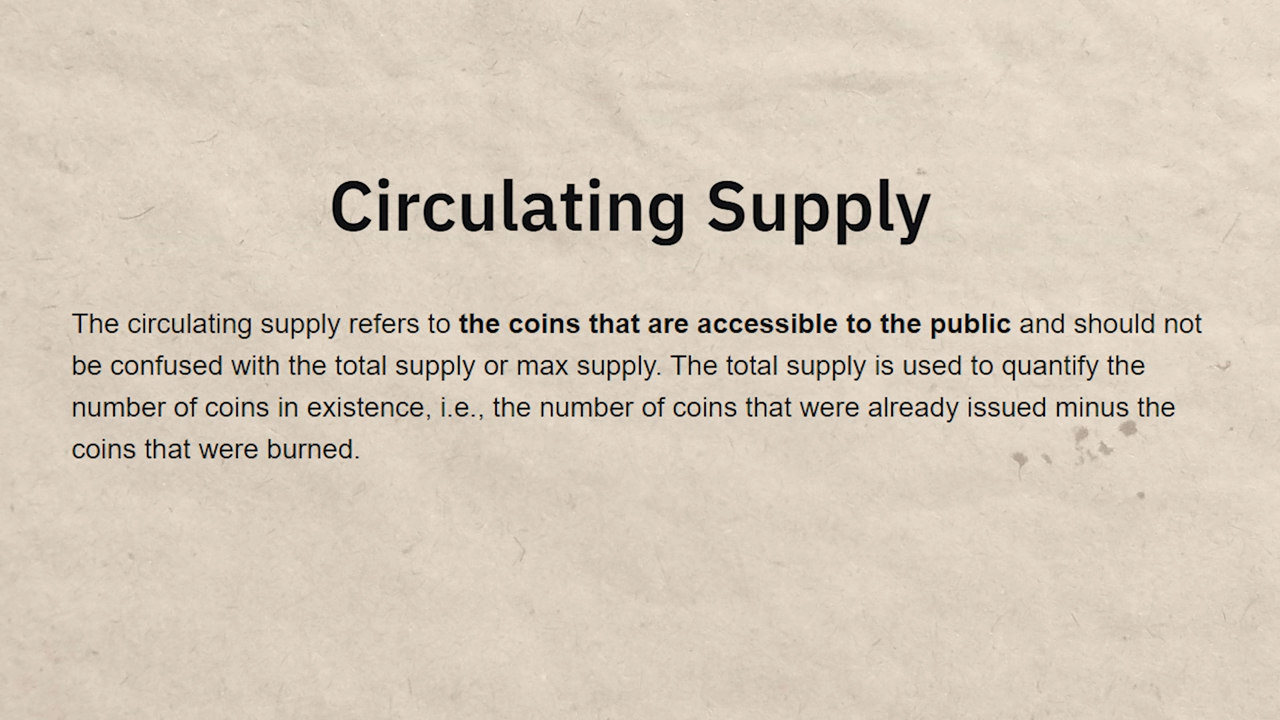 Circulating Supply
The circulating supply refers to the coins that are accessible to the public and should not
be confused with the total supply or max supply. The total supply is used to quantify the
number of coins in existence, i.e., the number of coins that were already issued minus the
coins that were burned.